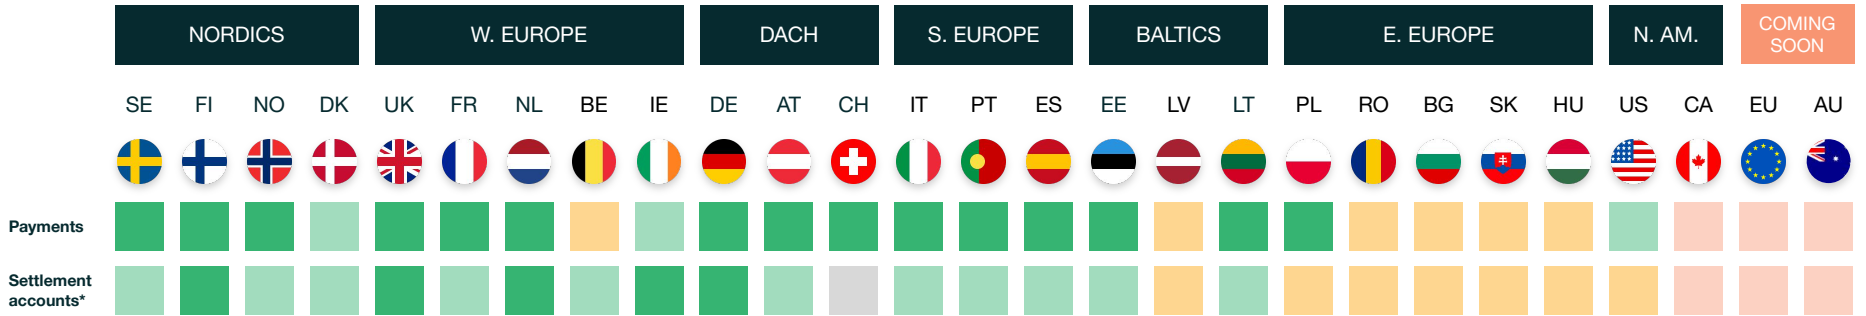 NORDICS
W. EUROPE
DACH
S. EUROPE
BALTICS
E. EUROPE
N. AM.
COMING
SOON
SE FI NO DK UK FR NL BE IE DE AT CH IT PT ES EE LV LT PL RO BG SK HU US CA EU AU
Payments
Settlement
accounts*